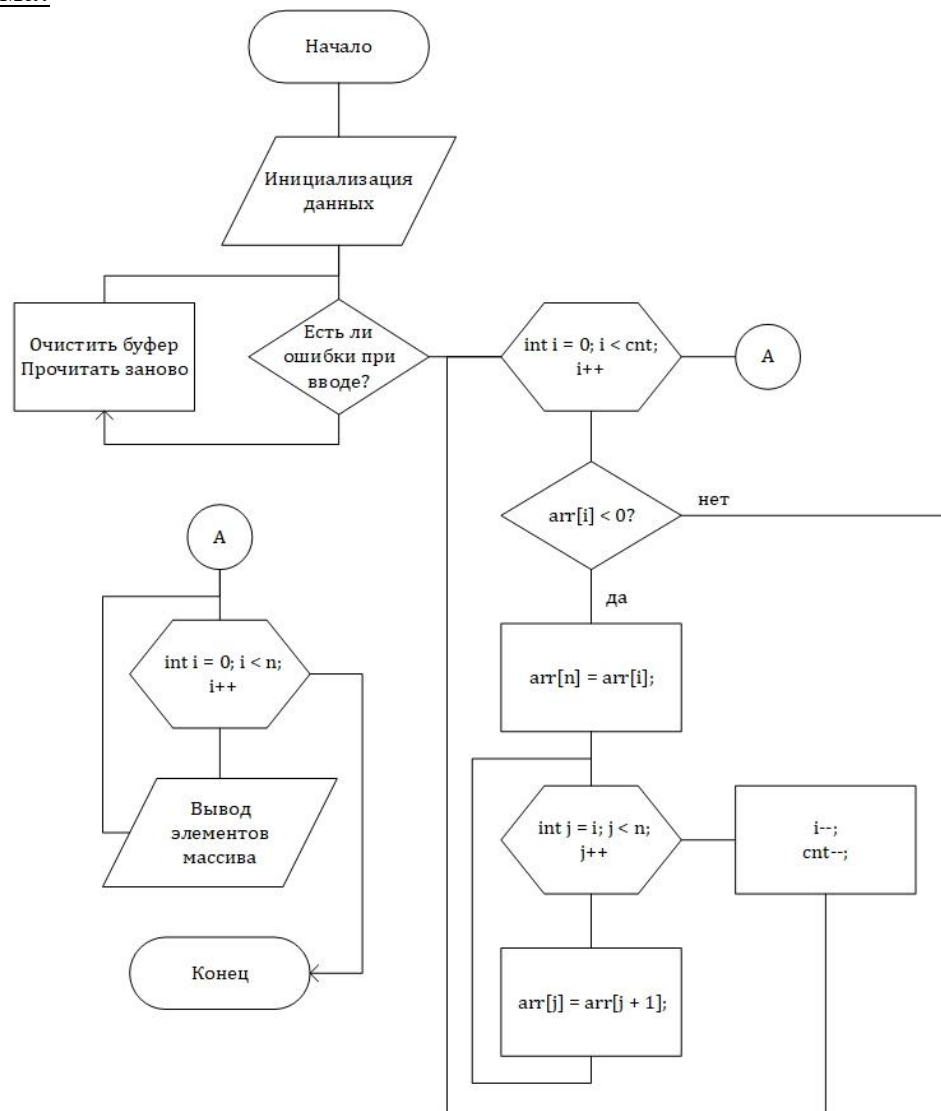 Начало
Инициализация
данных
Очистить буфер
Прочитать заново
Есть ли
ошибки при
вводе?
int i = 0; i < cnt;
i++
A
arr[i] < 0?
нет
да
arr[n] = arr[i];
int j = i; j < n;
j++
i--;
cnt--;
arr[j] = arr[j + 1];
A
int i = 0; i < n;
i++
Вывод
элементов
массива
Конец